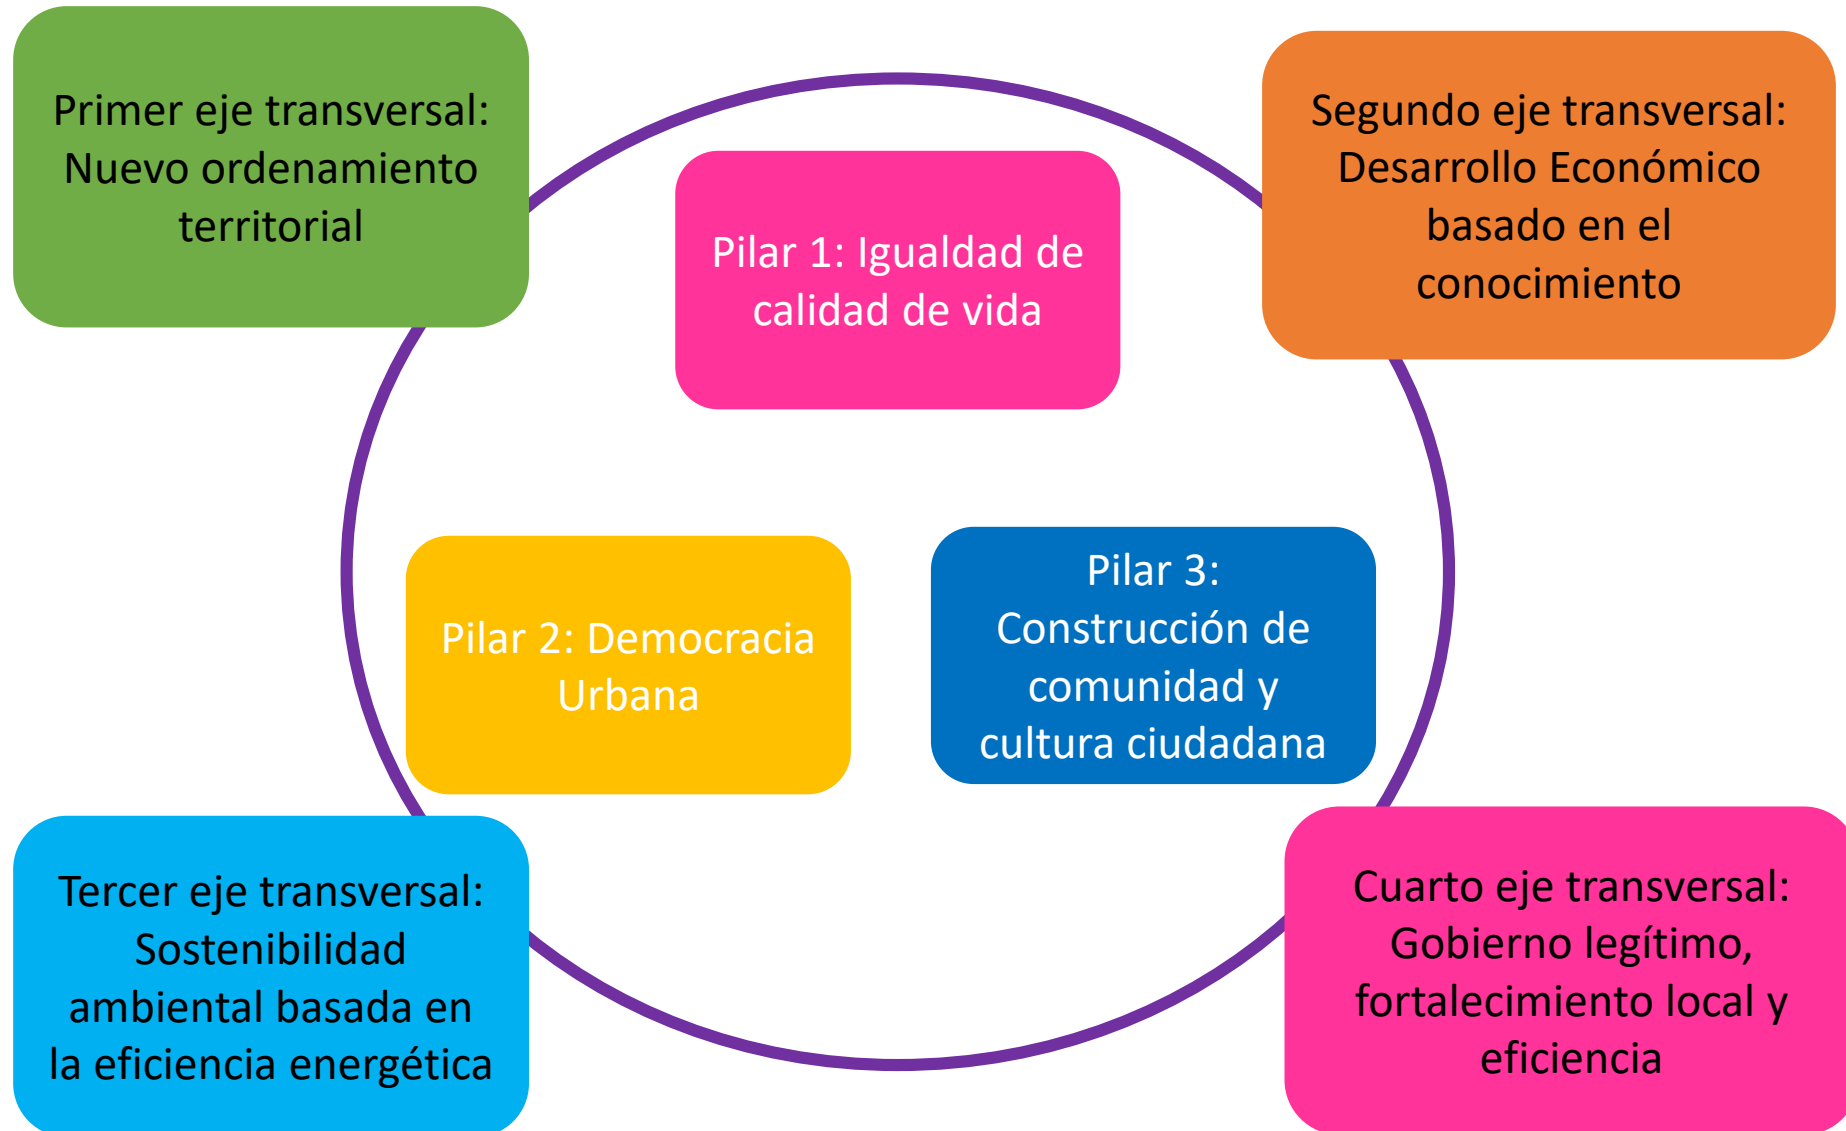 Primer eje transversal:
Nuevo ordenamiento
territorial
Segundo eje transversal:
Desarrollo Económico
basado en el
conocimiento
Pilar 1: Igualdad de
calidad de vida
Pilar 2: Democracia
Urbana
Pilar 3:
Construcción de
comunidad y
cultura ciudadana
Tercer eje transversal:
Sostenibilidad
ambiental basada en
la eficiencia energética
Cuarto eje transversal:
Gobierno legítimo,
fortalecimiento local y
eficiencia